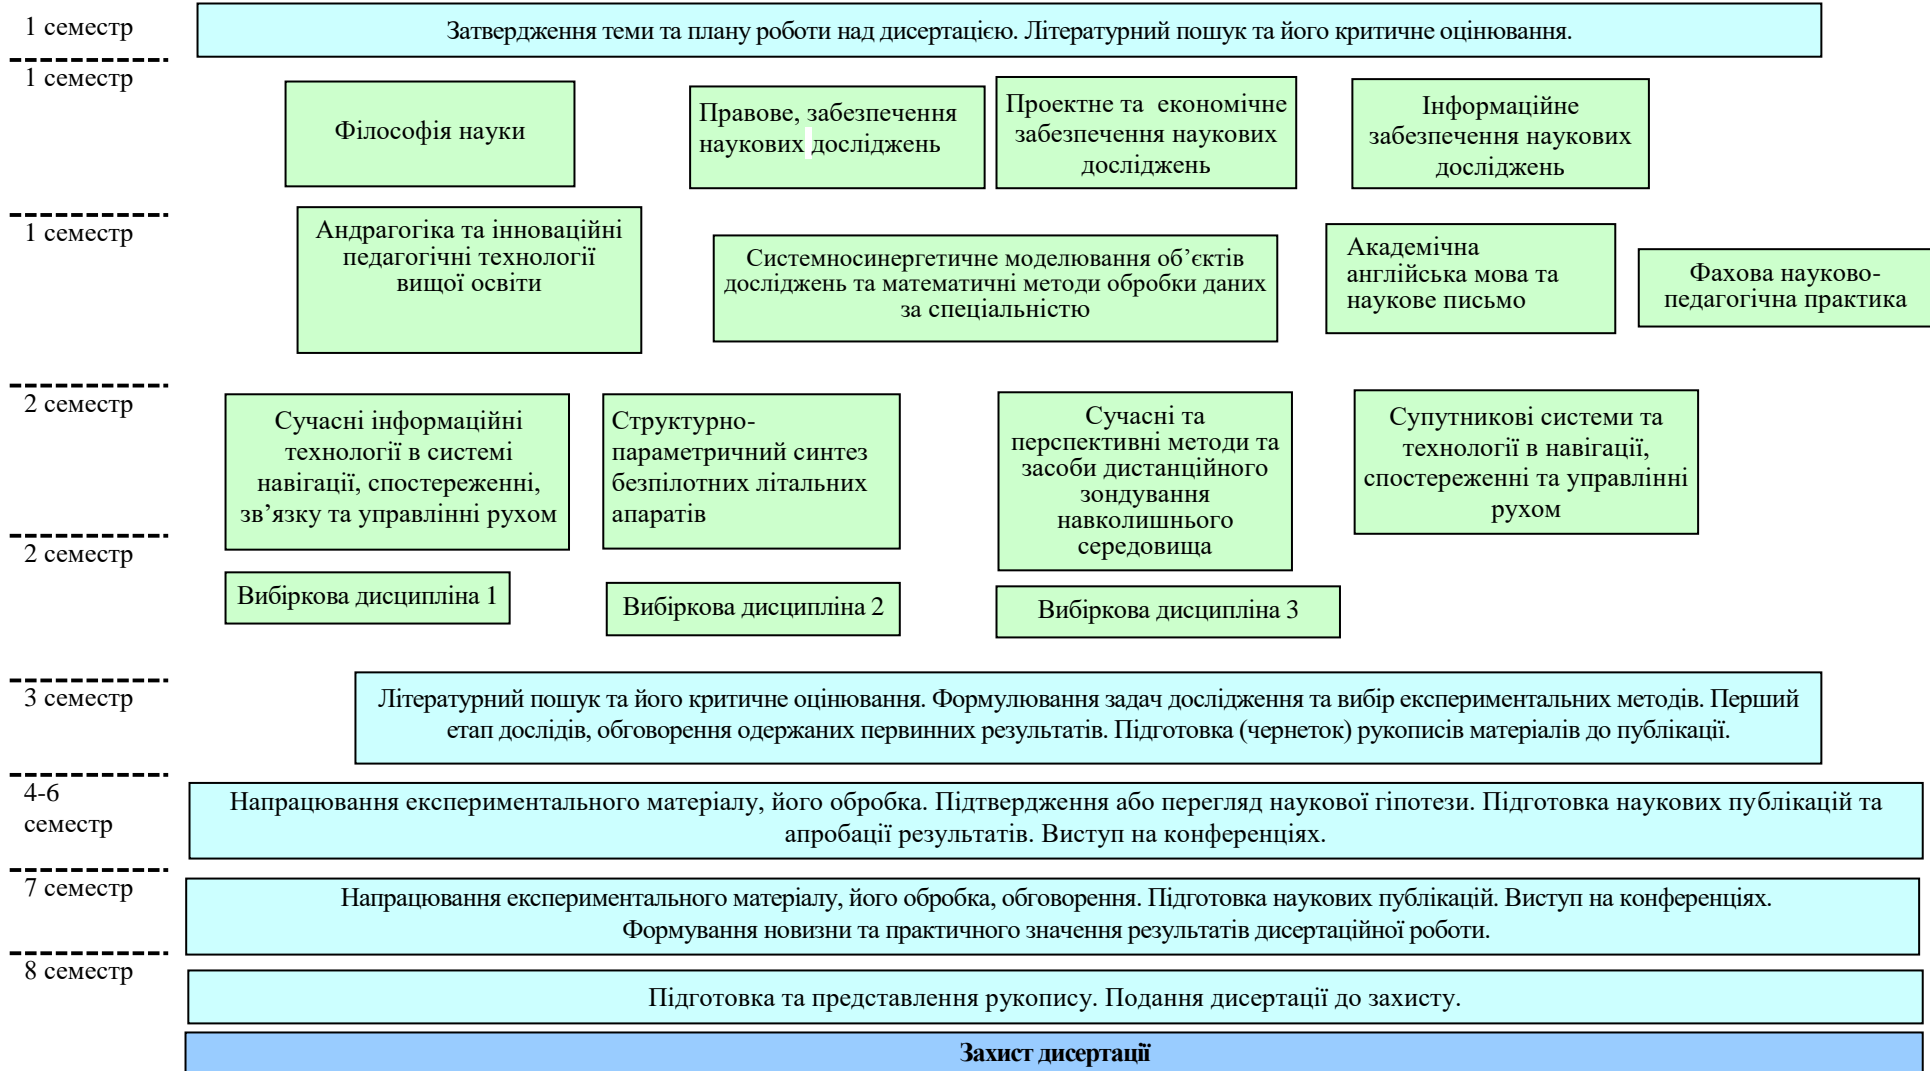 1 семестр
Затвердження теми та плану роботи над дисертацією. Літературний пошук та його критичне оцінювання.
1 семестр
Філософія науки
Правове, забезпечення
наукових досліджень
Проектне та економічне
забезпечення наукових
досліджень
Інформаційне
забезпечення наукових
досліджень
1 семестр
Андрагогіка та інноваційні
педагогічні технології
вищої освіти
Системносинергетичне моделювання об’єктів
досліджень та математичні методи обробки даних
за спеціальністю
Академічна
англійська мова та
наукове письмо
Фахова науково-
педагогічна практика
2 семестр
Сучасні інформаційні
технології в системі
навігації, спостереженні,
зв’язку та управлінні рухом
Структурно-
параметричний синтез
безпілотних літальних
апаратів
Сучасні та
перспективні методи та
засоби дистанційного
зондування
навколишнього
середовища
Супутникові системи та
технології в навігації,
спостереженні та управлінні
рухом
2 семестр
Вибіркова дисципліна 1
Вибіркова дисципліна 2
Вибіркова дисципліна 3
3 семестр
Літературний пошук та його критичне оцінювання. Формулювання задач дослідження та вибір експериментальних методів. Перший
етап дослідів, обговорення одержаних первинних результатів. Підготовка (чернеток) рукописів матеріалів до публікації.
4-6
семестр
Напрацювання експериментального матеріалу, його обробка. Підтвердження або перегляд наукової гіпотези. Підготовка наукових публікацій та
апробації результатів. Виступ на конференціях.
7 семестр
Напрацювання експериментального матеріалу, його обробка, обговорення. Підготовка наукових публікацій. Виступ на конференціях.
Формування новизни та практичного значення результатів дисертаційної роботи.
8 семестр
Підготовка та представлення рукопису. Подання дисертації до захисту.
Захист дисертації